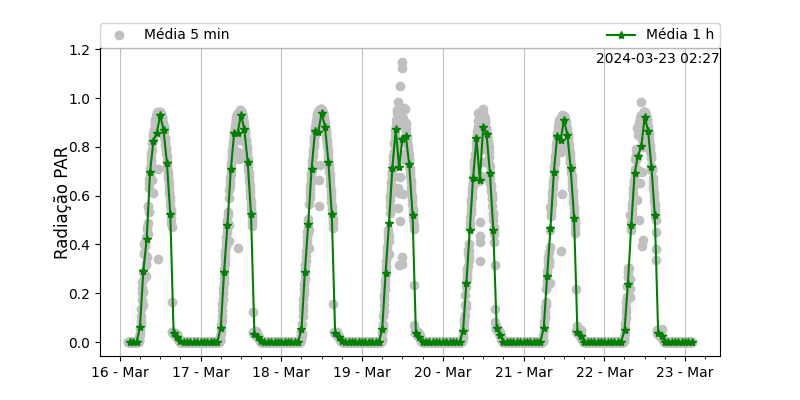 Média 5 min
Média 1 h
2024-03-23 02:27
Radiação PAR
1.2
1.0
0.8
0.6
0.4
0.2
0.0
16 - Mar
17 - Mar
18 - Mar
19 - Mar
20 - Mar
21 - Mar
22 - Mar
23 - Mar